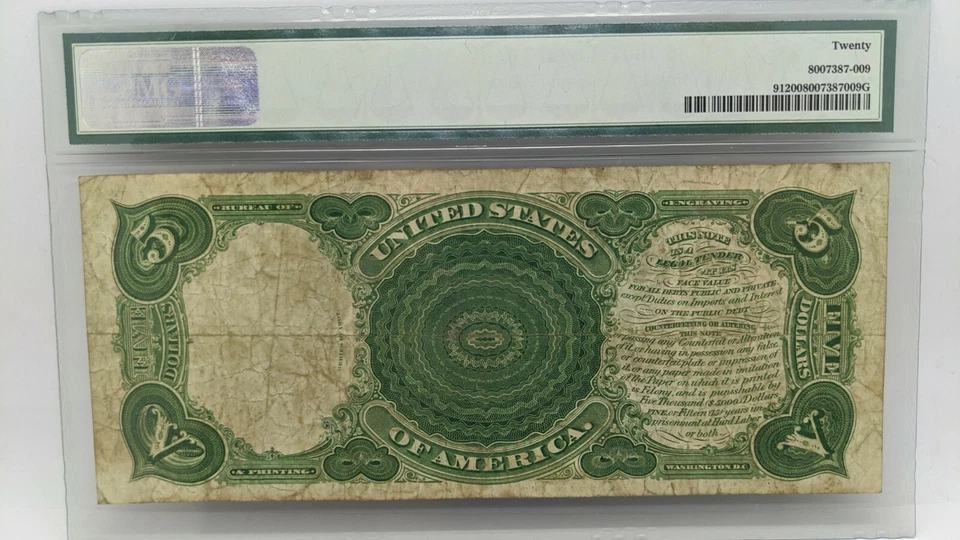 PMG
Twenty
8007387-009
912008007387009G
BUREAU OF
ENGRAVING
UNITED STATES
5
5
THIS NOTE
IS A
LEGAL TENDER
AT ITS
FACE VALUE
FOR ALL DEBTS PUBLIC AND PRIVATE
except Duties on Imports and Interest
ON THE PUBLIC DEBT
COUNTERFEITING OR ALTERING
THIS NOTE
or passing any Counterfeit or Alteration
of it, or having in possession any false
or counterfeit plate or impression of
it, or any paper made in imitation
of the Paper on which it is printed
is Felony, and is punishable by
Five Thousand ($5000) Dollars
FINE, or Fifteen (15) years im-
prisonment at Hard Labor
or both
FIVE
DOLLARS
FIVE
DOLLARS
V
V
OF AMERICA.
& PRINTING
WASHINGTON D.C.